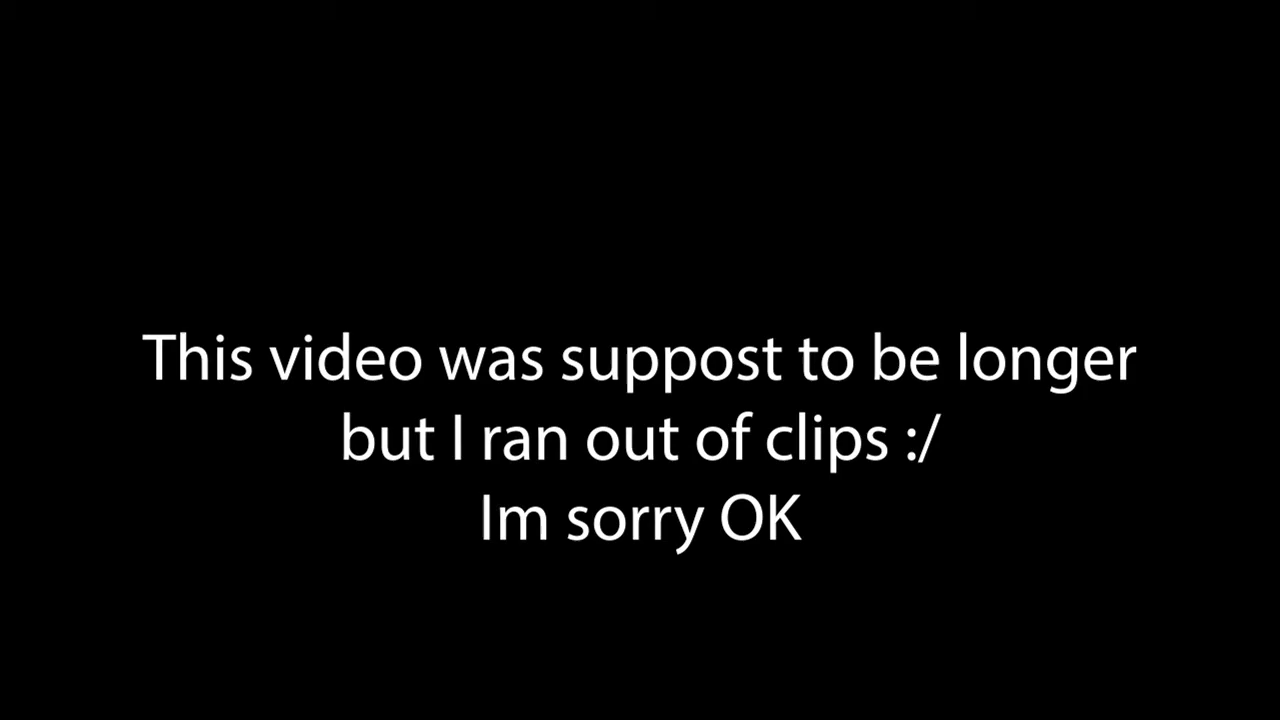 This video was suppost to be longer
but I ran out of clips :/
Im sorry OK